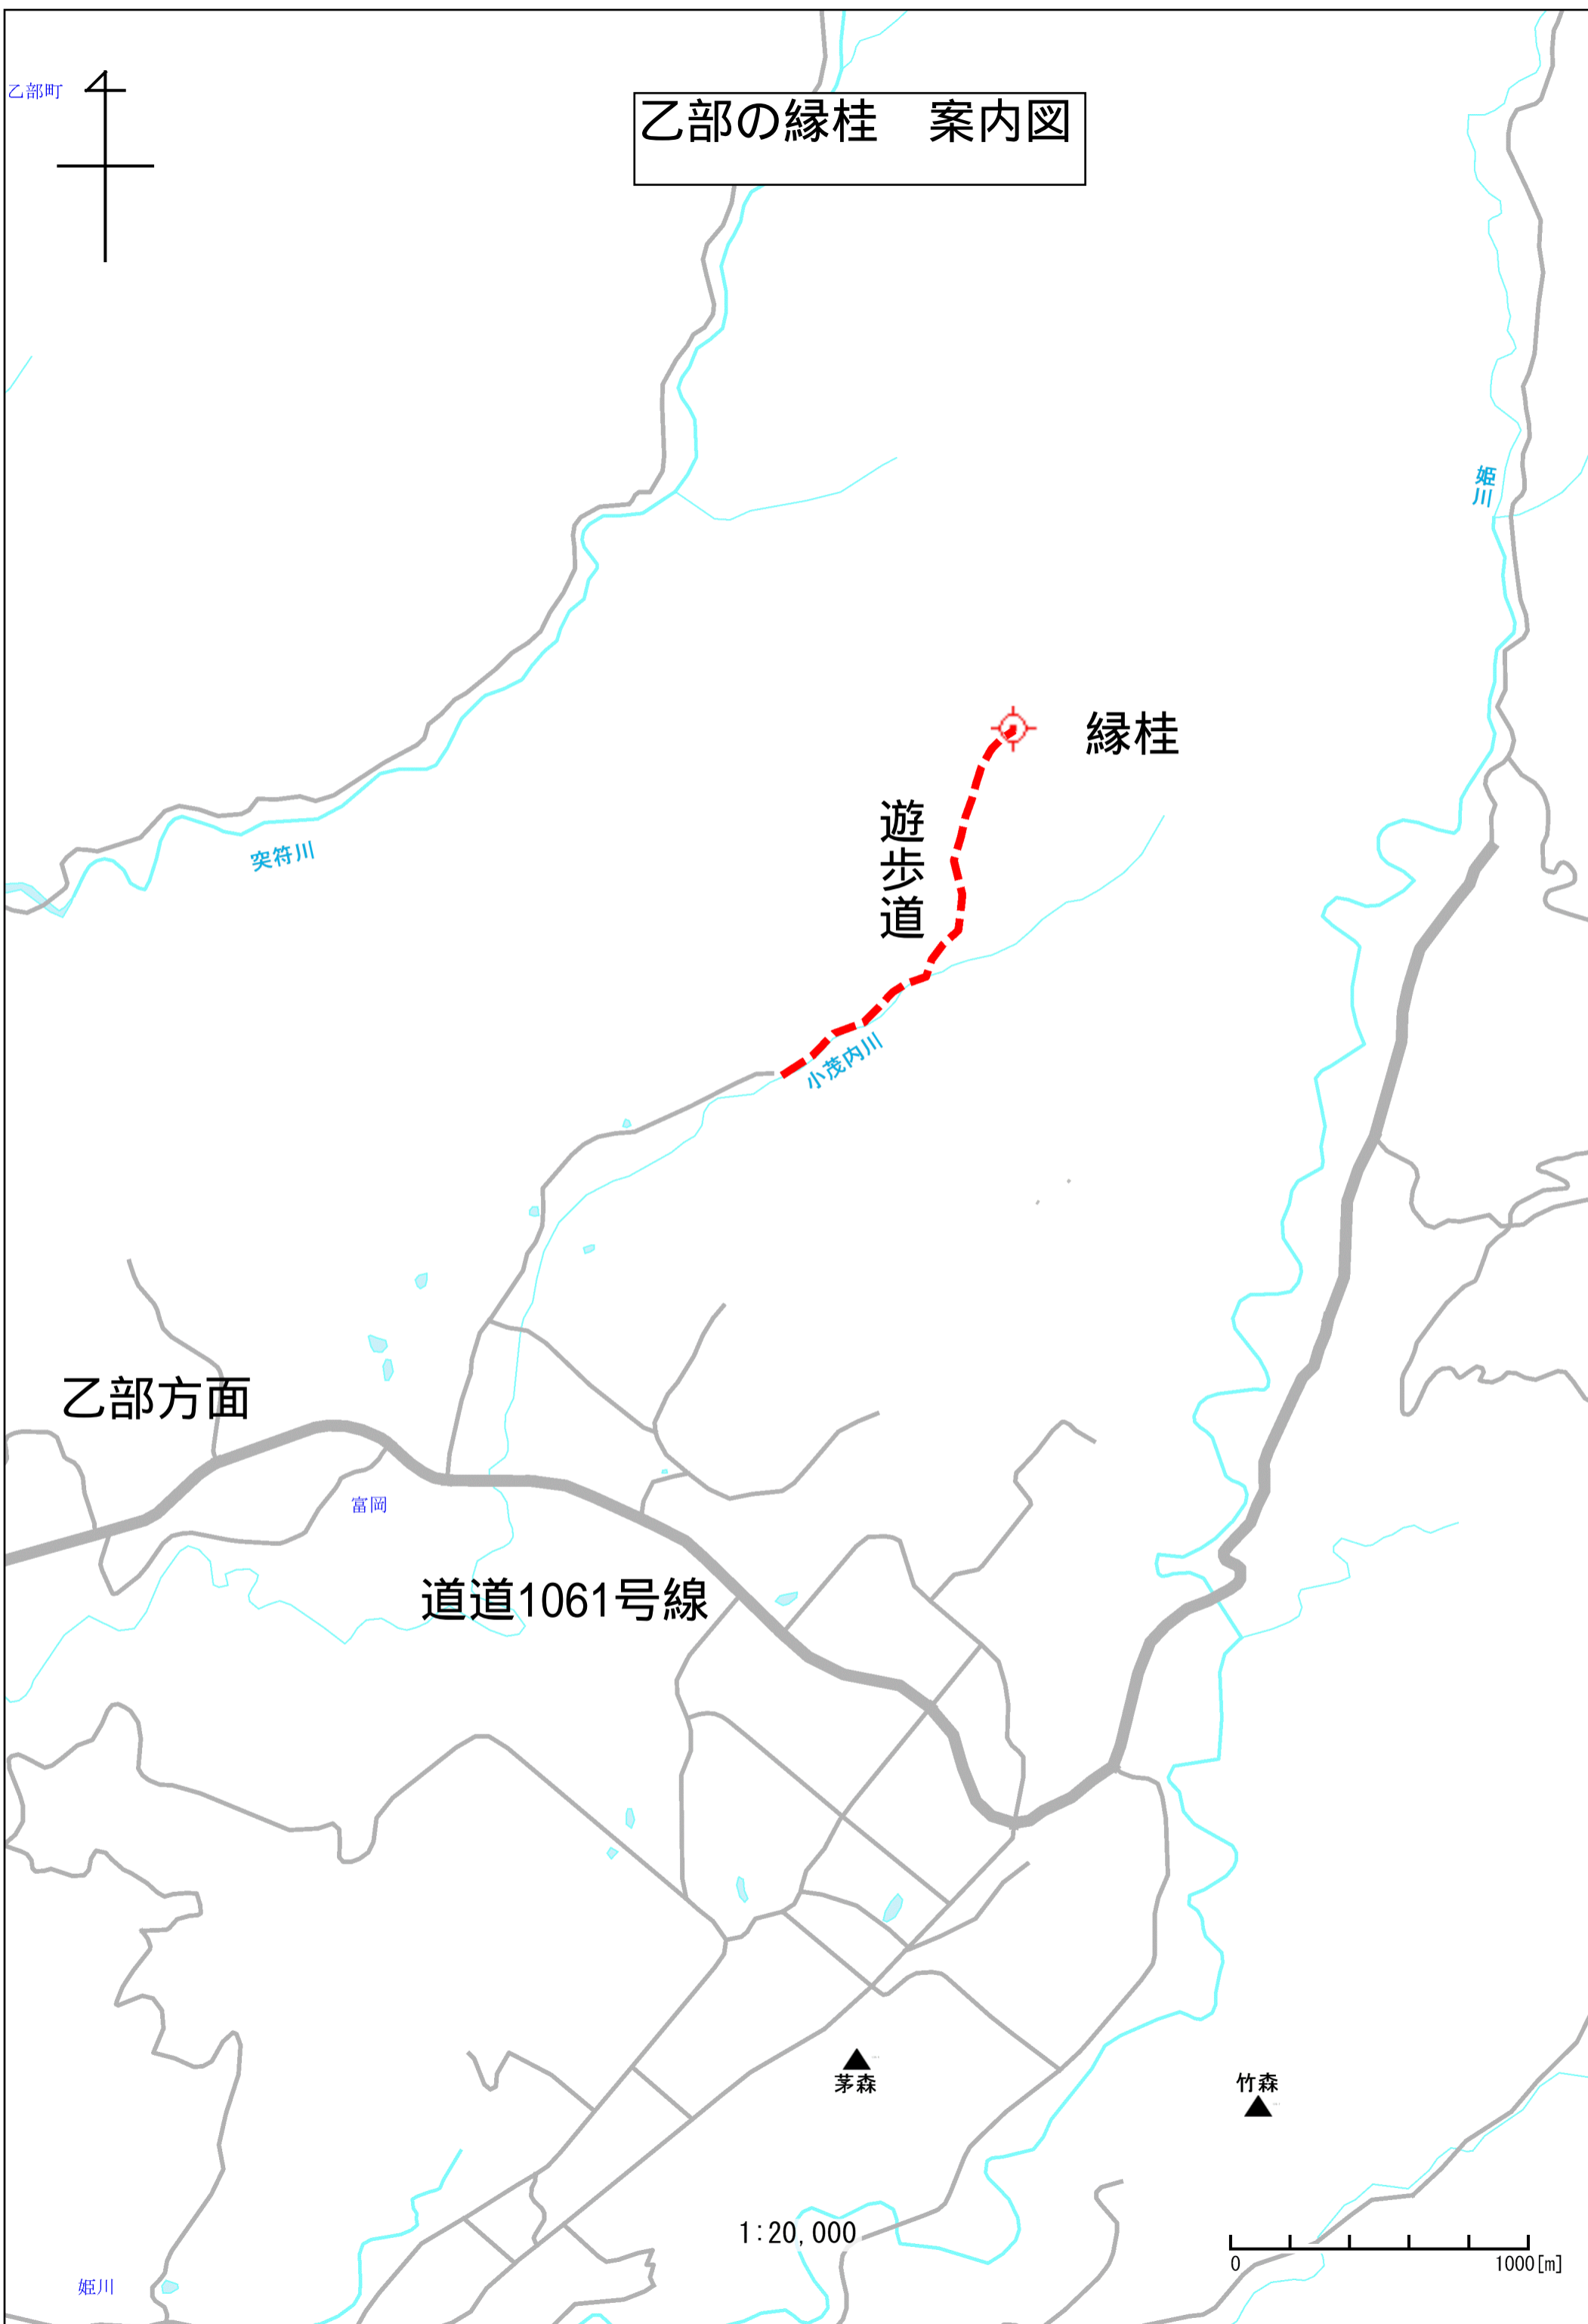 乙部町
乙部の縁桂　案内図
姫川
縁桂
遊歩道
突符川
小茂内川
乙部方面
富岡
道道1061号線
茅森
竹森
1:20,000
0
1000[m]
姫川